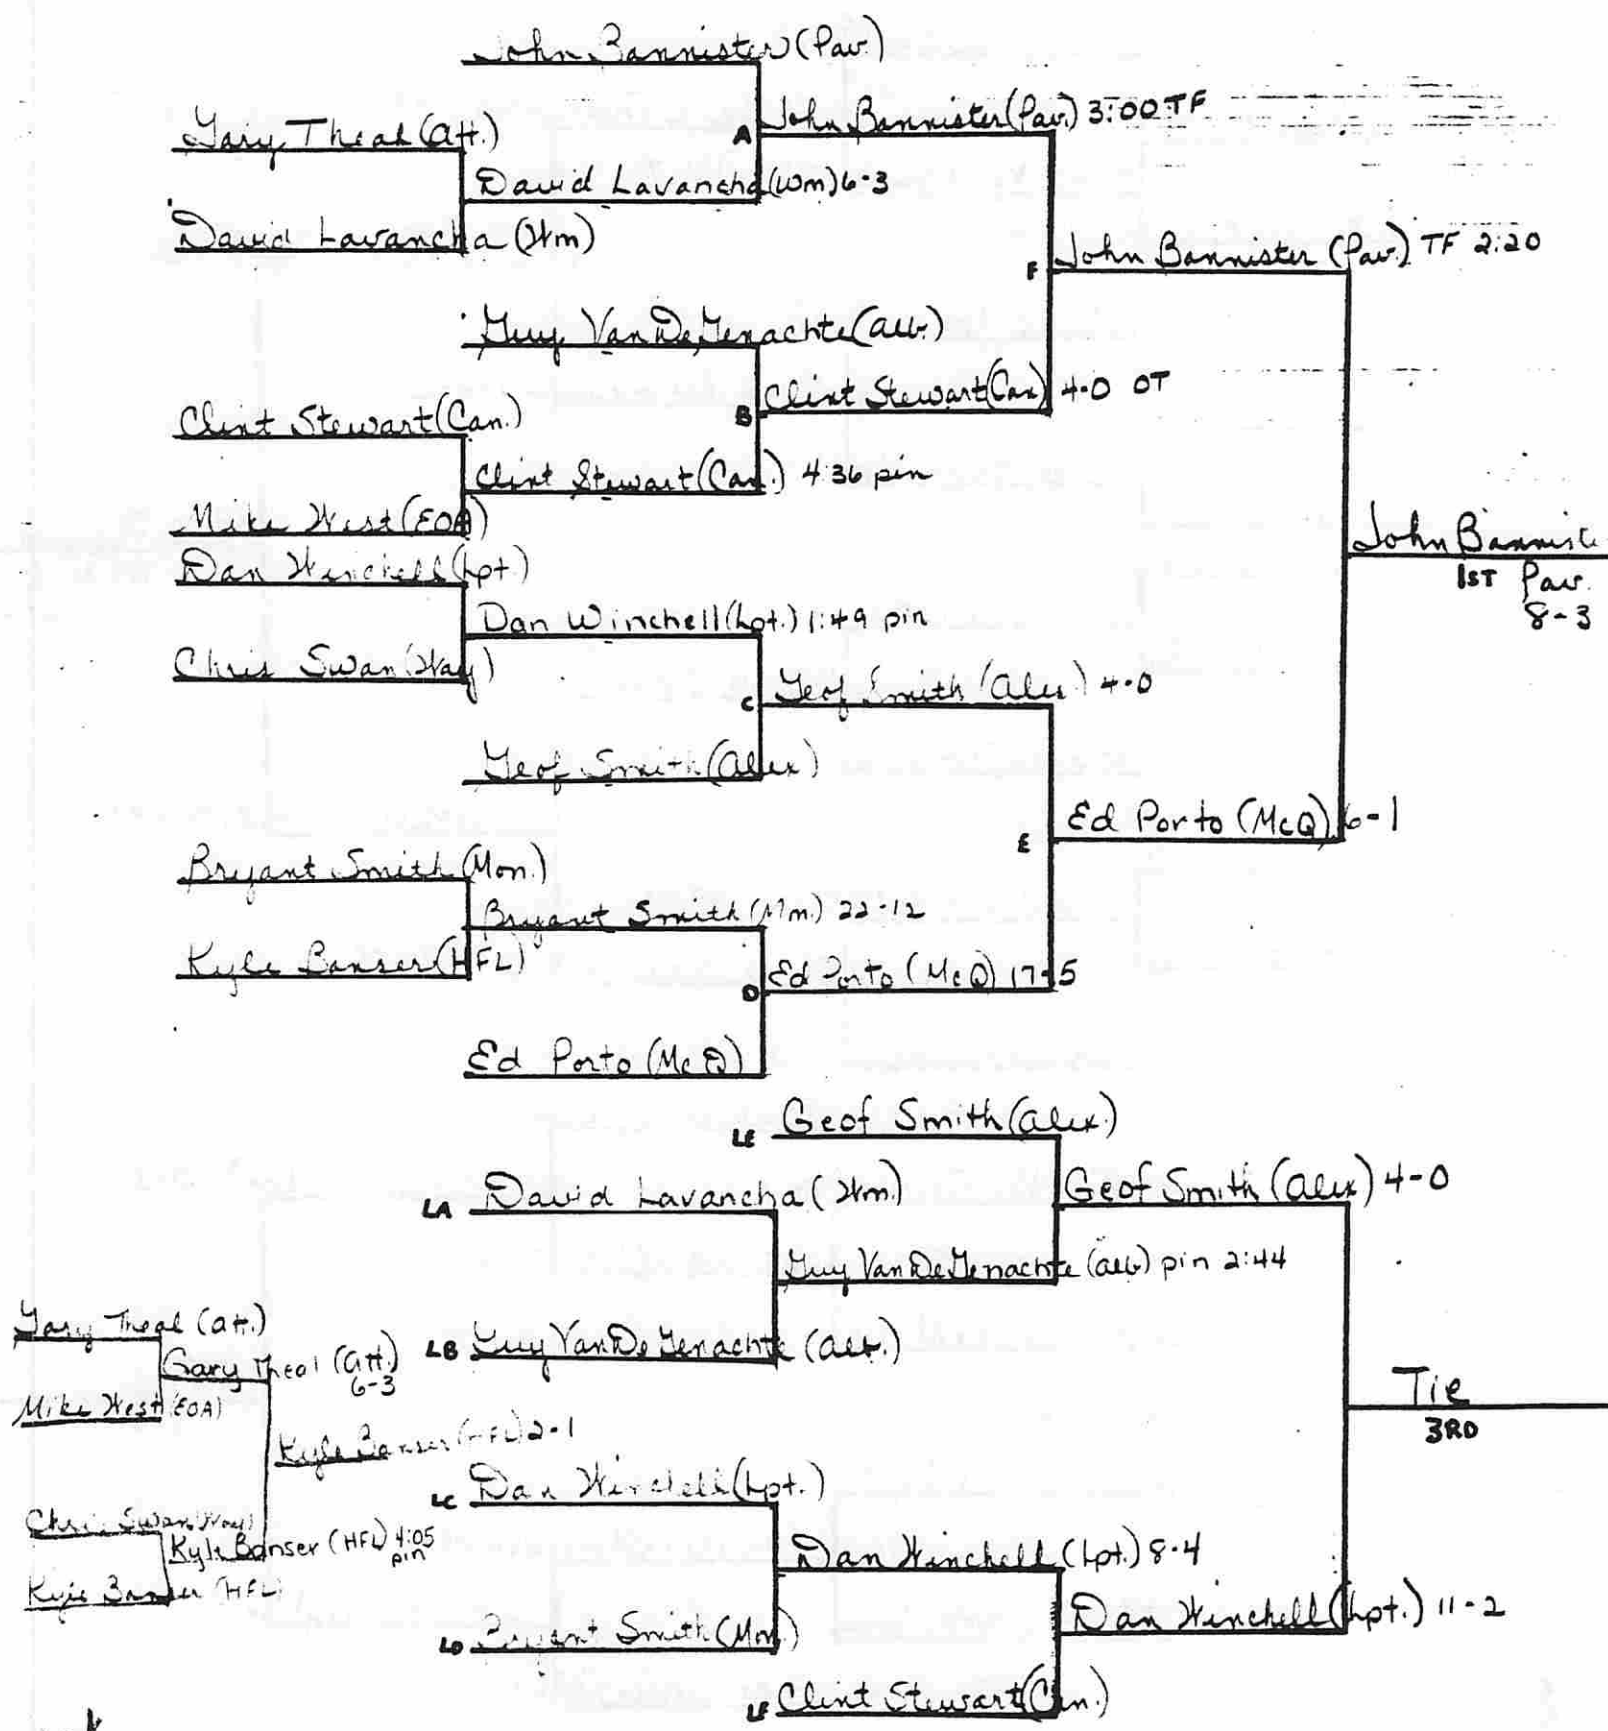 John Bannister (Pav.)
A John Bannister (Pav.) 3:00 TF
Gary Theal (Att.)
David Lavancha (Wm) 6-3
David Lavancha (Wm)
F John Bannister (Pav.) TF 2:20
Guy VanDeGenachte (Alb.)
B Clint Stewart (Can) 4-0 OT
Clint Stewart (Can.)
Clint Stewart (Can.) 4:36 pin
Mike West (EOA)
John Banniste
1ST Pav.
8-3
Dan Winchell (Lpt.)
Dan Winchell (Lpt.) 1:49 pin
Chris Swan (Way)
C Geof Smith (Alex) 4-0
Geof Smith (Alex)
E Ed Porto (McQ) 6-1
Bryant Smith (Mon.)
Bryant Smith (Mon.) 22-12
Kyle Banser (HFL)
D Ed Porto (McQ) 17-5
Ed Porto (McQ)
LE Geof Smith (Alex.)
LA David Lavancha (Wm.)
Geof Smith (Alex) 4-0
Guy VanDeGenachte (Alb) pin 2:44
LB Guy VanDeGenachte (Alb.)
Gary Theal (Att.)
Gary Theal (Att.)
6-3
Mike West (EOA)
Tie
3RD
Kyle Banser (HFL) 2-1
LC Dan Winchell (Lpt.)
Chris Swan (Way)
Kyle Banser (HFL) 4:05
pin
Kyle Banser (HFL)
Dan Winchell (Lpt.) 8-4
Dan Winchell (Lpt.) 11-2
LD Bryant Smith (Mon.)
LF Clint Stewart (Can.)